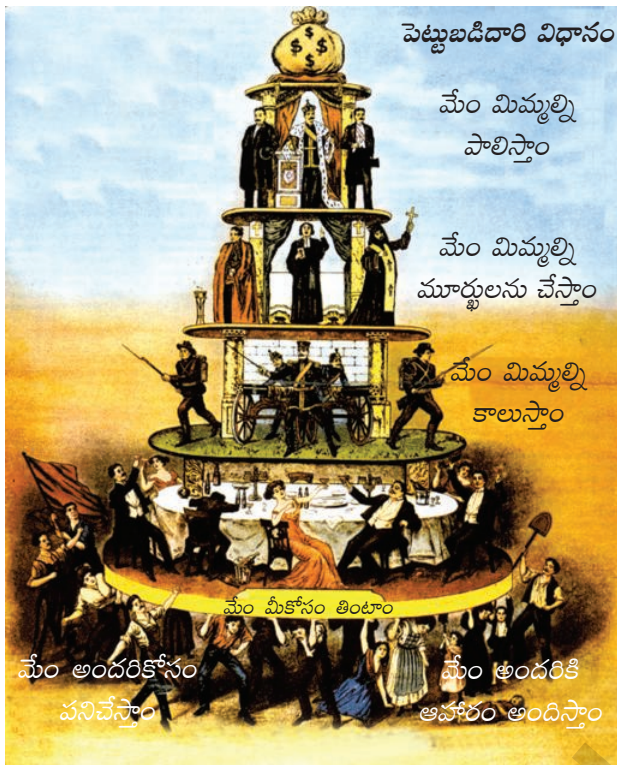 పెట్టుబడిదారి విధానం
మేం మిమ్మల్ని
పాలిస్తాం
మేం మిమ్మల్ని
మూర్ఖులను చేస్తాం
మేం మిమ్మల్ని
కాలుస్తాం
మేం మీకోసం తింటాం
మేం అందరికోసం
పనిచేస్తాం
మేం అందరికి
ఆహారం అందిస్తాం